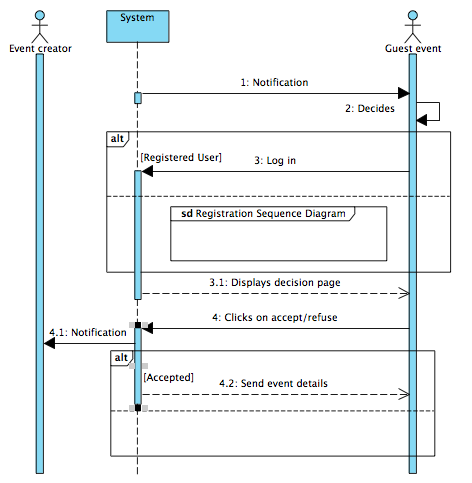 Event creator
System
Guest event
1: Notification
2: Decides
alt
[Registered User]
3: Log in
sd Registration Sequence Diagram
3.1: Displays decision page
4: Clicks on accept/refuse
4.1: Notification
alt
[Accepted]
4.2: Send event details